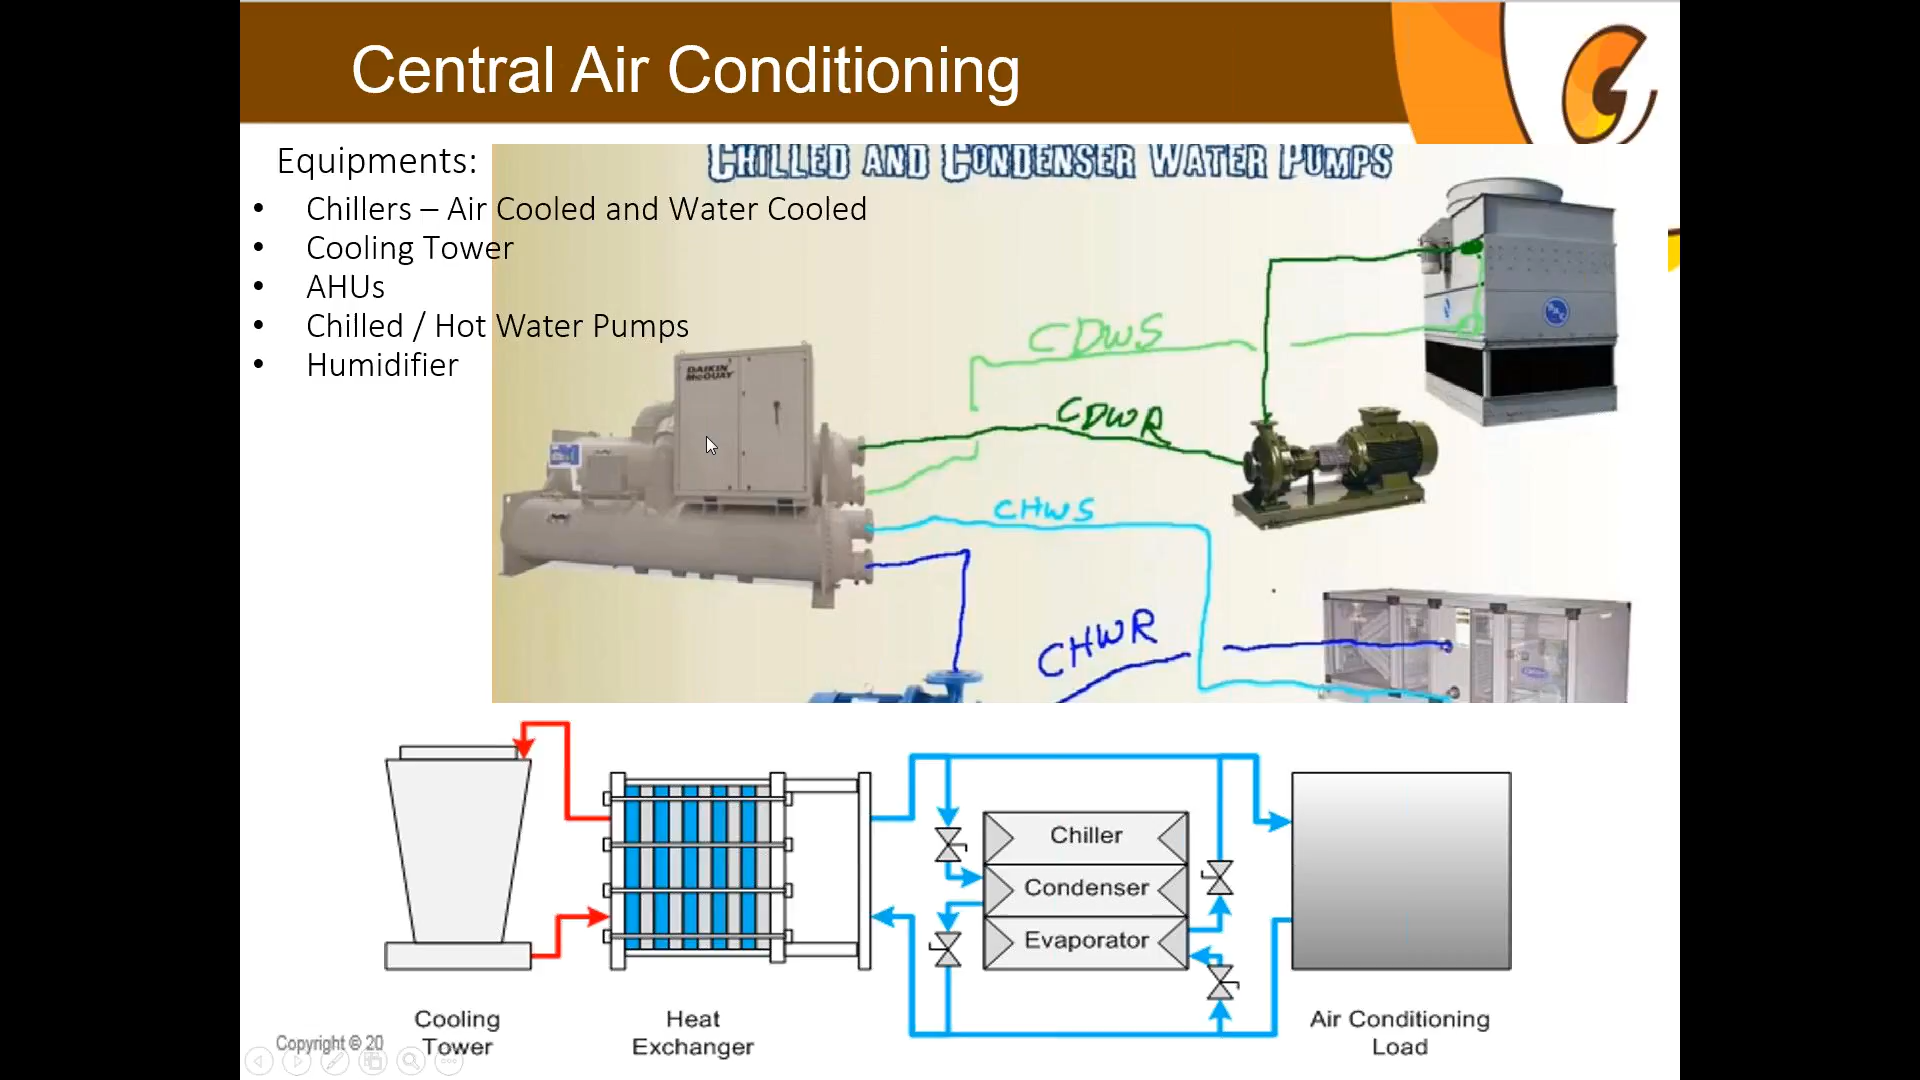 Central Air Conditioning
Equipments:
CHILLED AND CONDENSER WATER PUMPS
• Chillers – Air Cooled and Water Cooled
• Cooling Tower
• AHUs
• Chilled / Hot Water Pumps
• Humidifier
DAIKIN
McQUAY
CDWS
CDWR
CHWS
CHWR
Chiller
Condenser
Evaporator
Cooling
Tower
Heat
Exchanger
Air Conditioning
Load
Copyright © 20